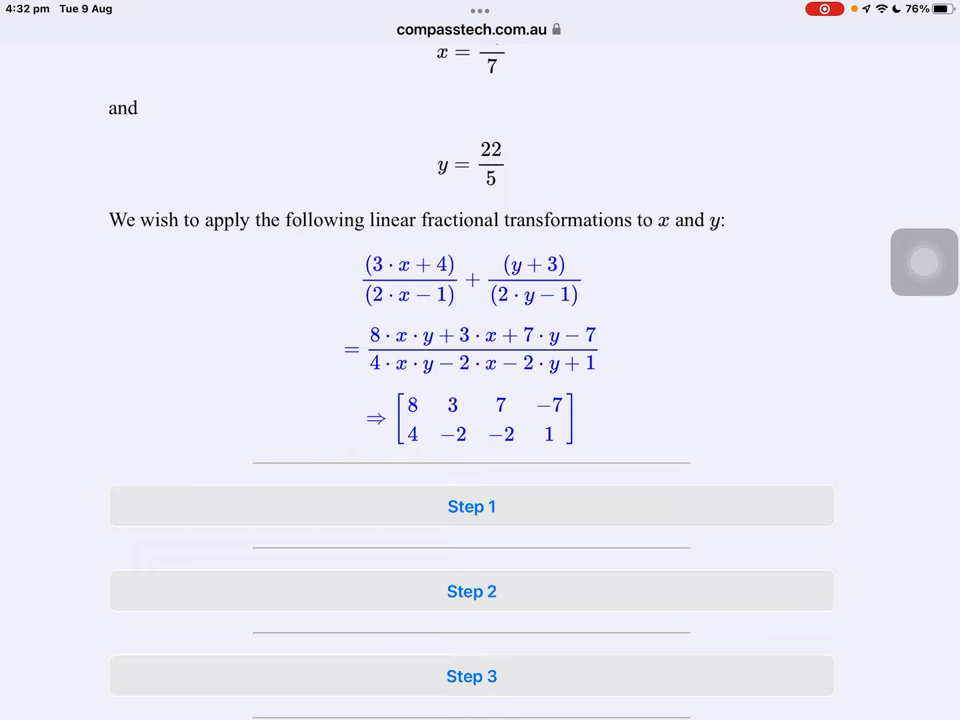 4:32 pm Tue 9 Aug
76%
compasstech.com.au
x = — 7
and
y = 22/5
We wish to apply the following linear fractional transformations to x and y:
(3 · x + 4)/(2 · x − 1) + (y + 3)/(2 · y − 1)
= (8 · x · y + 3 · x + 7 · y − 7)/(4 · x · y − 2 · x − 2 · y + 1)
⇒ [8 3 7 −7
4 −2 −2 1]
Step 1
Step 2
Step 3